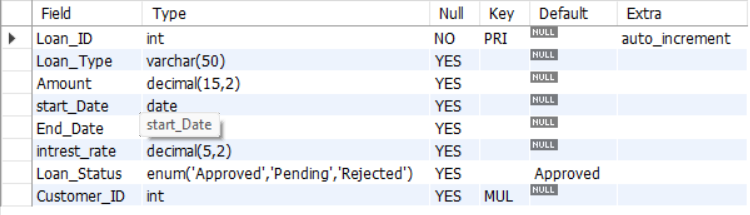 Field Type Null Key Default Extra
Loan_ID int NO PRI NULL auto_increment
Loan_Type varchar(50) YES NULL
Amount decimal(15,2) YES NULL
start_Date date YES NULL
End_Date start_Date YES NULL
intrest_rate decimal(5,2) YES NULL
Loan_Status enum('Approved','Pending','Rejected') YES Approved
Customer_ID int YES MUL NULL